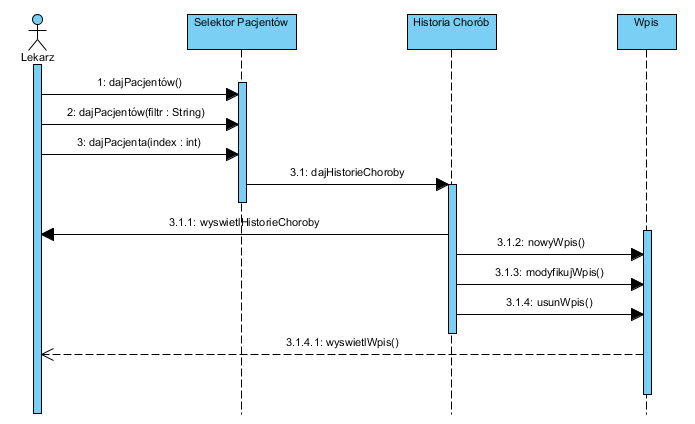 Selektor Pacjentów
Historia Chorób
Wpis
Lekarz
1: dajPacjentów()
2: dajPacjentów(filtr : String)
3: dajPacjenta(index : int)
3.1: dajHistorieChoroby
3.1.1: wyswietlHistorieChoroby
3.1.2: nowyWpis()
3.1.3: modyfikujWpis()
3.1.4: usunWpis()
3.1.4.1: wyswietlWpis()